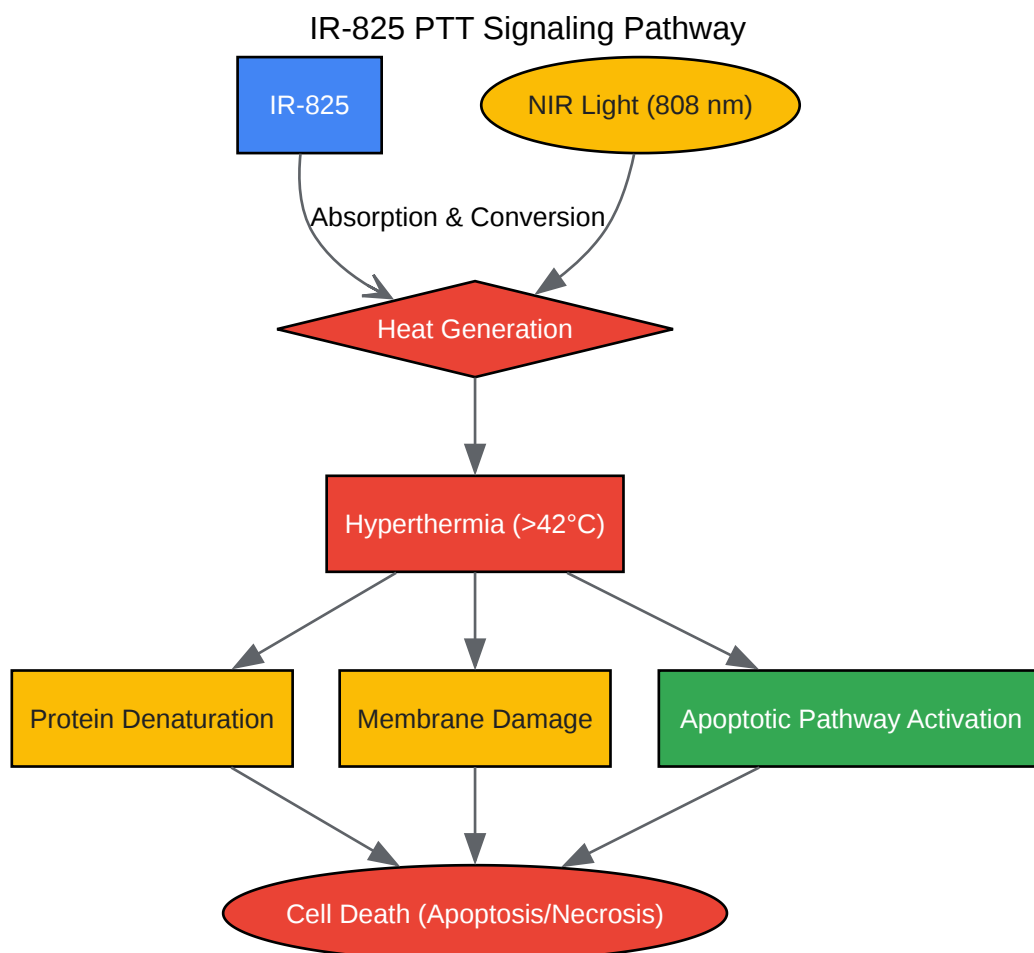 IR-825 PTT Signaling Pathway
IR-825
NIR Light (808 nm)
Absorption & Conversion
Heat Generation
Hyperthermia (>42°C)
Protein Denaturation
Membrane Damage
Apoptotic Pathway Activation
Cell Death (Apoptosis/Necrosis)